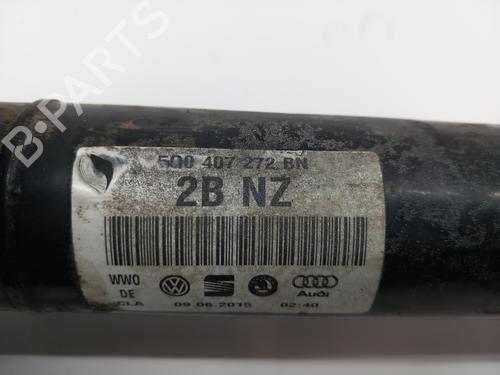 B-PARTS
5Q0 407 272 BN
2B NZ
WWO
DE
CLA
09.06.2015
02:40
Audi